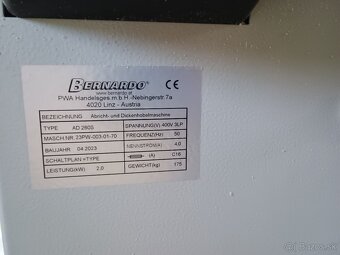 BERNARDO®
www.bernardo.at
CE
PWA Handelsges.m.b.H.-Nebingerstr.7a
4020 Linz - Austria
BEZEICHNUNG Abricht- und Dickenhobelmaschine
TYPE AD 260S SPANNUNG(V) 400V 3LP
MASCH.NR. 23PW-003-01-70 FREQUENZ(Hz) 50
BAUJAHR 04.2023 NENNSTROM(A) 4.0
SCHALTPLAN =TYPE (A) C16
LEISTUNG(kW) 2.0 GEWICHT(kg) 175
bazos.sk